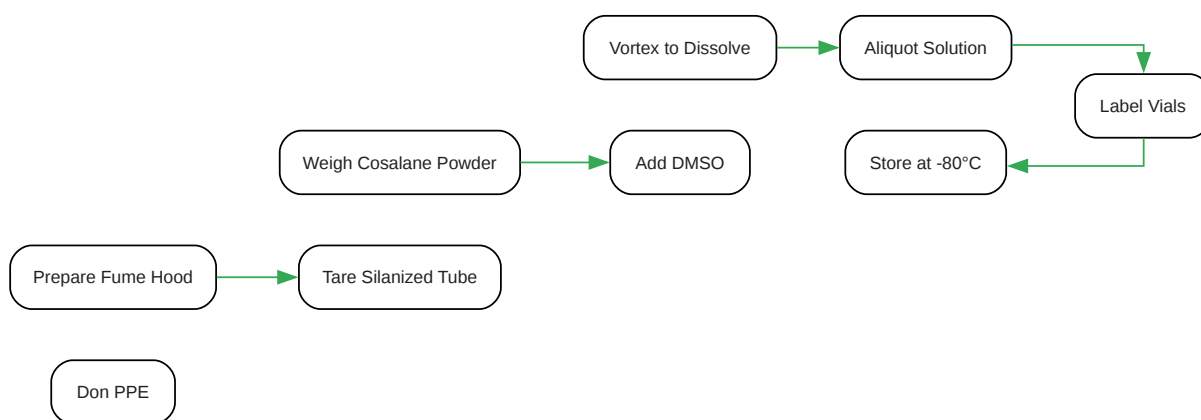 Vortex to Dissolve
Aliquot Solution
Label Vials
Weigh Cosalane Powder
Add DMSO
Store at -80°C
Prepare Fume Hood
Tare Silanized Tube
Don PPE